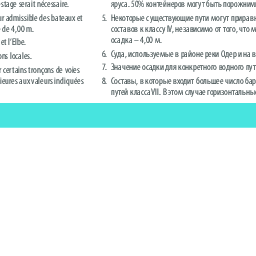 stage serait nécessaire.
ur admissible des bateaux et
de 4,00 m.
et l'Elbe.
ons locales.
r certains tronçons de voies
ieures aux valeurs indiquées
яруса. 50% контейнеров могут быть порожними
5. Некоторые существующие пути могут приравн
составов к классу IV, независимо от того, что м
осадка – 4,00 м.
6. Суда, используемые в районе реки Одер и на в
7. Значение осадки для конкретного водного пут
8. Составы, в которые входит большее число бар
путей класса VII. В этом случае горизонтальны